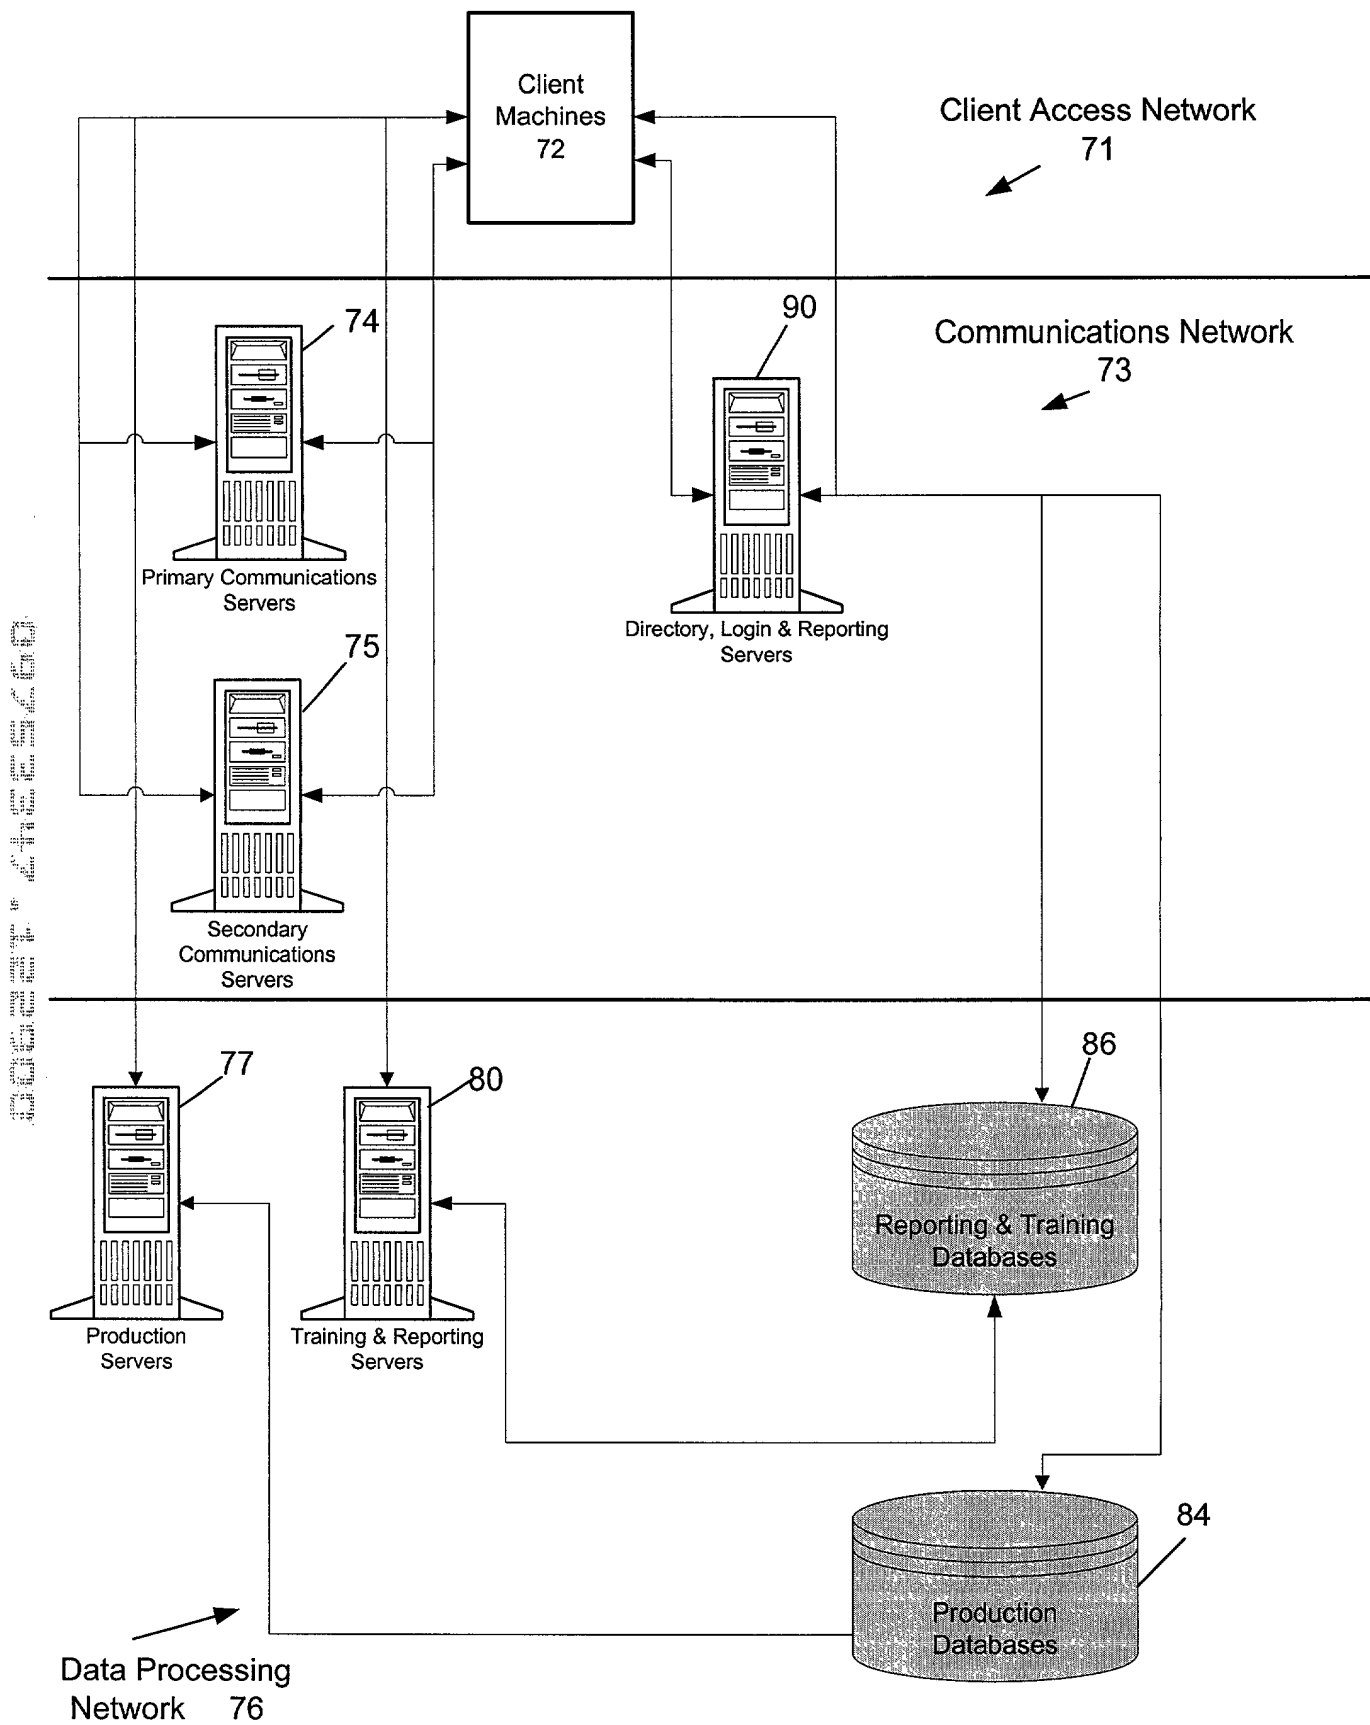 Client
Machines
72
Client Access Network
71
74
90
Communications Network
73
Primary Communications
Servers
75
Directory, Login & Reporting
Servers
Secondary
Communications
Servers
77
80
86
Reporting & Training
Databases
Production
Servers
Training & Reporting
Servers
84
Production
Databases
Data Processing
Network 76